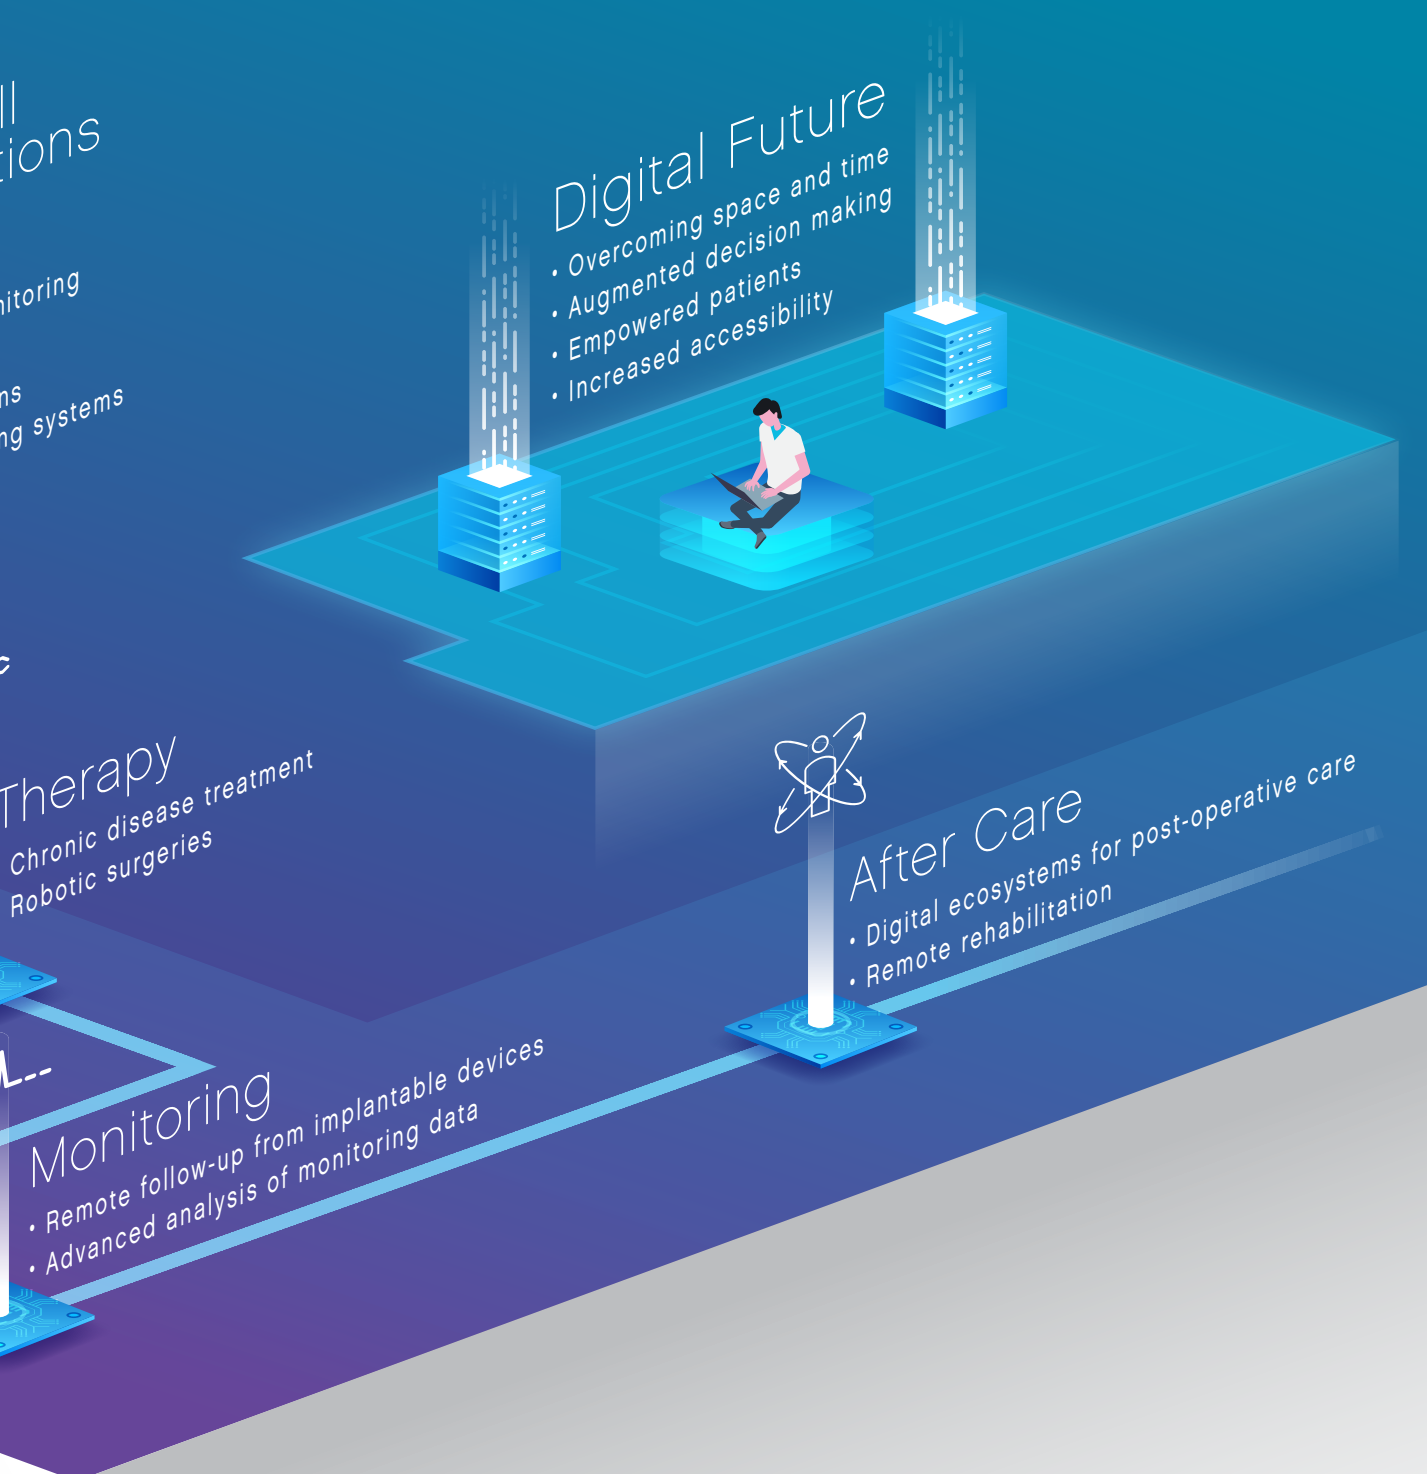 Digital Future
• Overcoming space and time
• Augmented decision making
• Empowered patients
• Increased accessibility
systems
Therapy
Chronic disease treatment
Robotic surgeries
After Care
• Digital ecosystems for post-operative care
• Remote rehabilitation
Monitoring
• Remote follow-up from implantable devices
• Advanced analysis of monitoring data